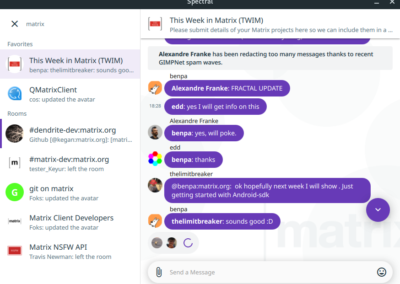 Spectral
matrix
Favorites
This Week in Matrix (TWIM)
benpa: thelimitbreaker: sounds goo...
QMatrixClient
cos: updated the avatar
Rooms
#dendrite-dev:matrix.org
Github [@kegan:matrix.org]: [matri...
#matrix-dev:matrix.org
tester_Keyur: left the room
git on matrix
Foks: updated the avatar
Matrix Client Developers
Foks: updated the avatar
Matrix NSFW API
Travis Newman: left the room
This Week in Matrix (TWIM)
Please submit details of your Matrix projects here so we can include them in a ...
Alexandre Franke has been redacting too many messages thanks to recent
GIMPNet spam waves.
benpa
Alexandre Franke: FRACTAL UPDATE
18:28
edd: yes I will get info on this
Alexandre Franke
benpa: yes, will poke.
edd
benpa: thanks
thelimitbreaker
@benpa:matrix.org: ok hopefully next week I will show . Just
getting started with Android-sdk
benpa
thelimitbreaker: sounds good :D
matrix
Send a Message